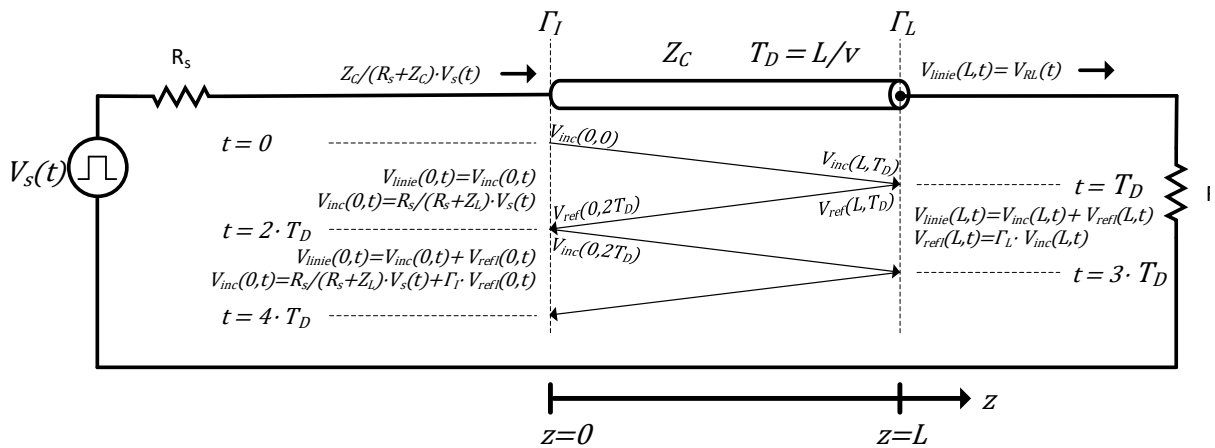 Γ_I
Γ_L
R_s
Z_C/(R_s+Z_C)·V_s(t)
Z_C
T_D = L/v
V_linie(L,t)= V_RL(t)
V_s(t)
t = 0
V_inc(0,0)
V_inc(L,T_D)
V_linie(0,t)=V_inc(0,t)
V_inc(0,t)=R_s/(R_s+Z_L)·V_s(t)
V_ref(0,2T_D)
V_ref(L,T_D)
t = T_D
V_linie(L,t)=V_inc(L,t)+ V_refl(L,t)
V_refl(L,t)=Γ_L· V_inc(L,t)
t = 2· T_D
V_inc(0,2T_D)
V_linie(0,t)=V_inc(0,t)+ V_refl(0,t)
V_inc(0,t)=R_s/(R_s+Z_L)·V_s(t)+Γ_I· V_refl(0,t)
t = 3· T_D
t = 4· T_D
z
z=0
z=L